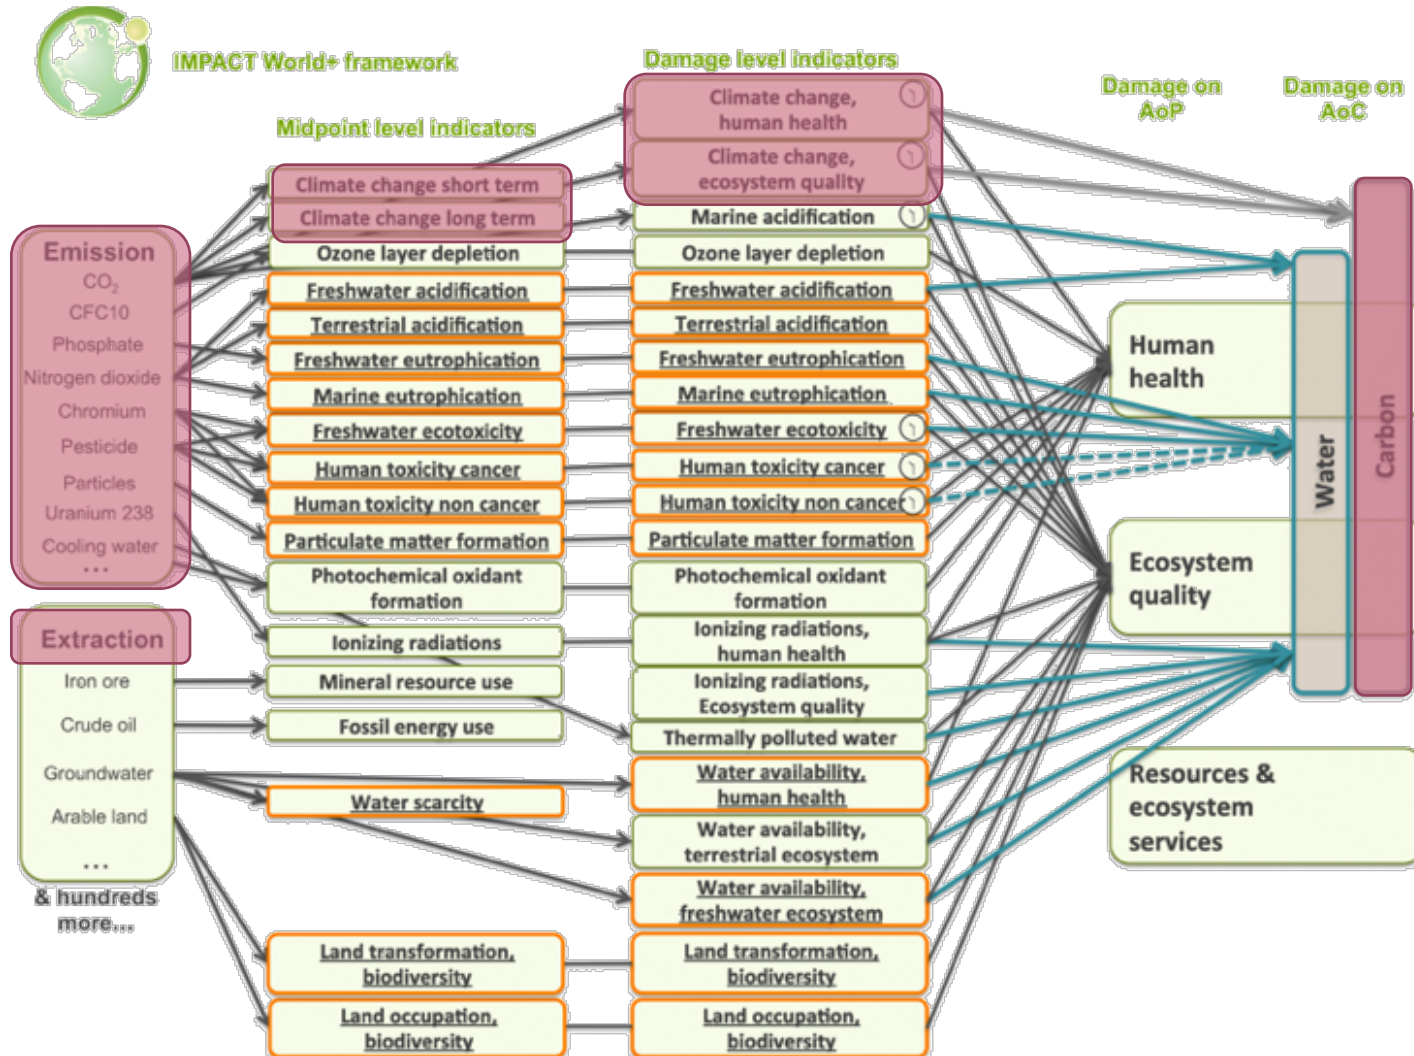 IMPACT World+ framework
Midpoint level indicators
Damage level indicators
Damage on
AoP
Damage on
AoC
Emission
CO₂
CFC10
Phosphate
Nitrogen dioxide
Chromium
Pesticide
Particles
Uranium 238
Cooling water
...
Extraction
Iron ore
Crude oil
Groundwater
Arable land
...
& hundreds
more...
Climate change short term
Climate change long term
Ozone layer depletion
Freshwater acidification
Terrestrial acidification
Freshwater eutrophication
Marine eutrophication
Freshwater ecotoxicity
Human toxicity cancer
Human toxicity non cancer
Particulate matter formation
Photochemical oxidant
formation
Ionizing radiations
Mineral resource use
Fossil energy use
Water scarcity
Land transformation,
biodiversity
Land occupation,
biodiversity
Climate change,
human health
Climate change,
ecosystem quality
Marine acidification
Ozone layer depletion
Freshwater acidification
Terrestrial acidification
Freshwater eutrophication
Marine eutrophication
Freshwater ecotoxicity
Human toxicity cancer
Human toxicity non cancer
Particulate matter formation
Photochemical oxidant
formation
Ionizing radiations,
human health
Ionizing radiations,
Ecosystem quality
Thermally polluted water
Water availability,
human health
Water availability,
terrestrial ecosystem
Water availability,
freshwater ecosystem
Land transformation,
biodiversity
Land occupation,
biodiversity
Human
health
Ecosystem
quality
Resources &
ecosystem
services
Water
Carbon